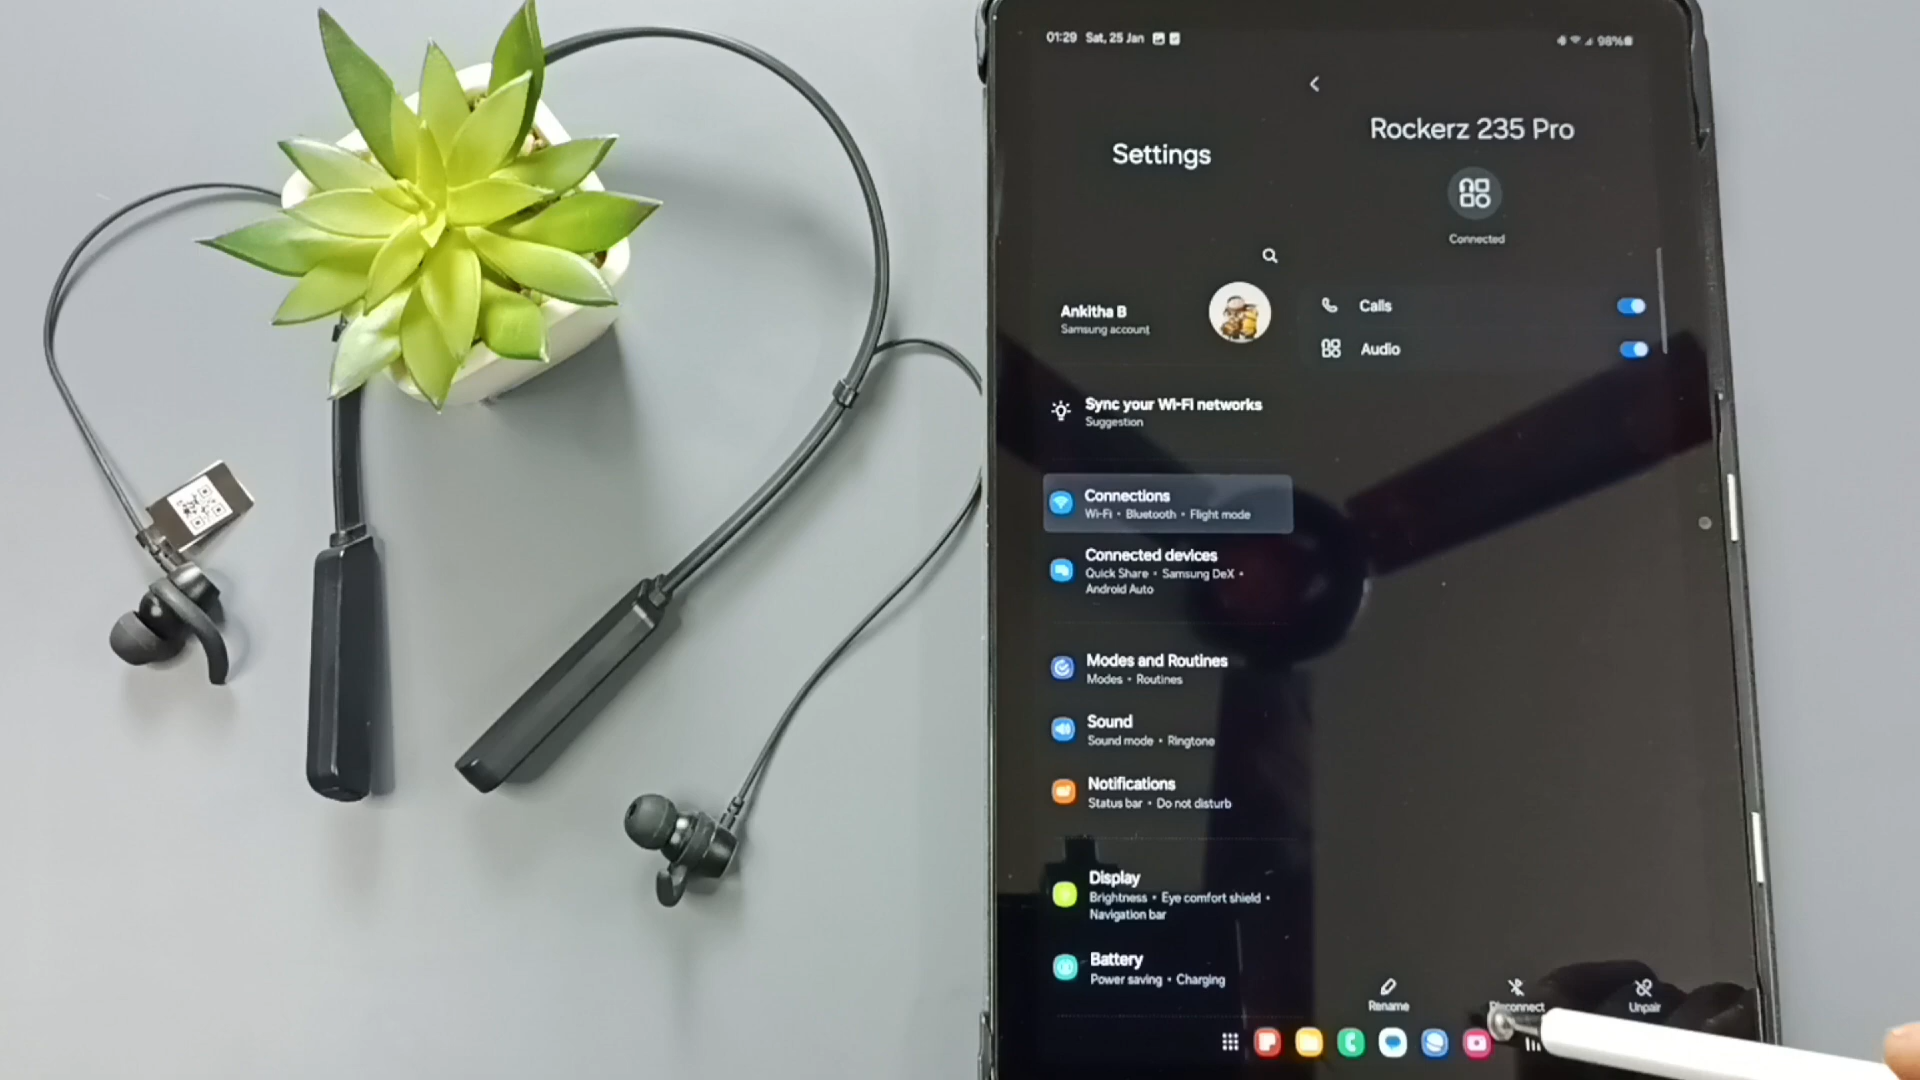 01:29 Sat, 25 Jan
98%
Settings
Ankitha B
Samsung account
Sync your Wi-Fi networks
Suggestion
Connections
Wi-Fi • Bluetooth • Flight mode
Connected devices
Quick Share • Samsung DeX •
Android Auto
Modes and Routines
Modes • Routines
Sound
Sound mode • Ringtone
Notifications
Status bar • Do not disturb
Display
Brightness • Eye comfort shield •
Navigation bar
Battery
Power saving • Charging
Rockerz 235 Pro
Connected
Calls
Audio
Rename
Disconnect
Unpair